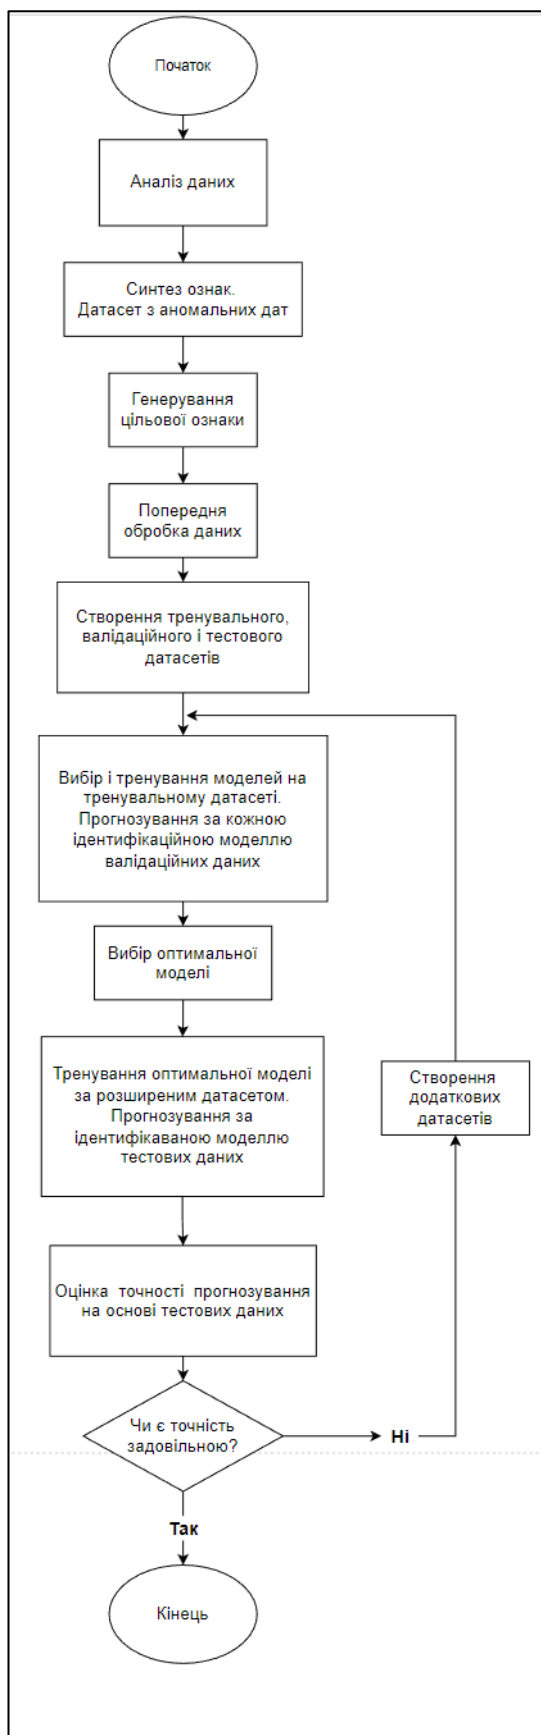 Початок
Аналіз даних
Синтез ознак.
Датасет з аномальних дат
Генерування
цільової ознаки
Попередня
обробка даних
Створення тренувального,
валідаційного і тестового
датасетів
Вибір і тренування моделей на
тренувальному датасеті.
Прогнозування за кожною
ідентифікаційною моделлю
валідаційних даних
Вибір оптимальної
моделі
Тренування оптимальної моделі
за розширеним датасетом.
Прогнозування за
ідентифікаваною моделлю
тестових даних
Створення
додаткових
датасетів
Оцінка точності прогнозування
на основі тестових даних
Чи є точність
задовільною?
Ні
Так
Кінець